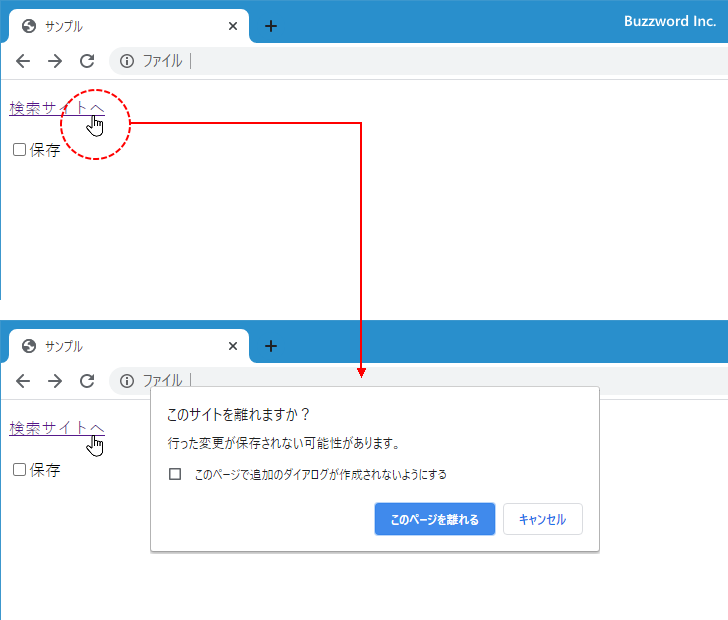 サンプル
Buzzword Inc.
ファイル
検索サイトへ
保存
サンプル
ファイル
検索サイトへ
保存
このサイトを離れますか？
行った変更が保存されない可能性があります。
このページで追加のダイアログが作成されないようにする
このページを離れる
キャンセル